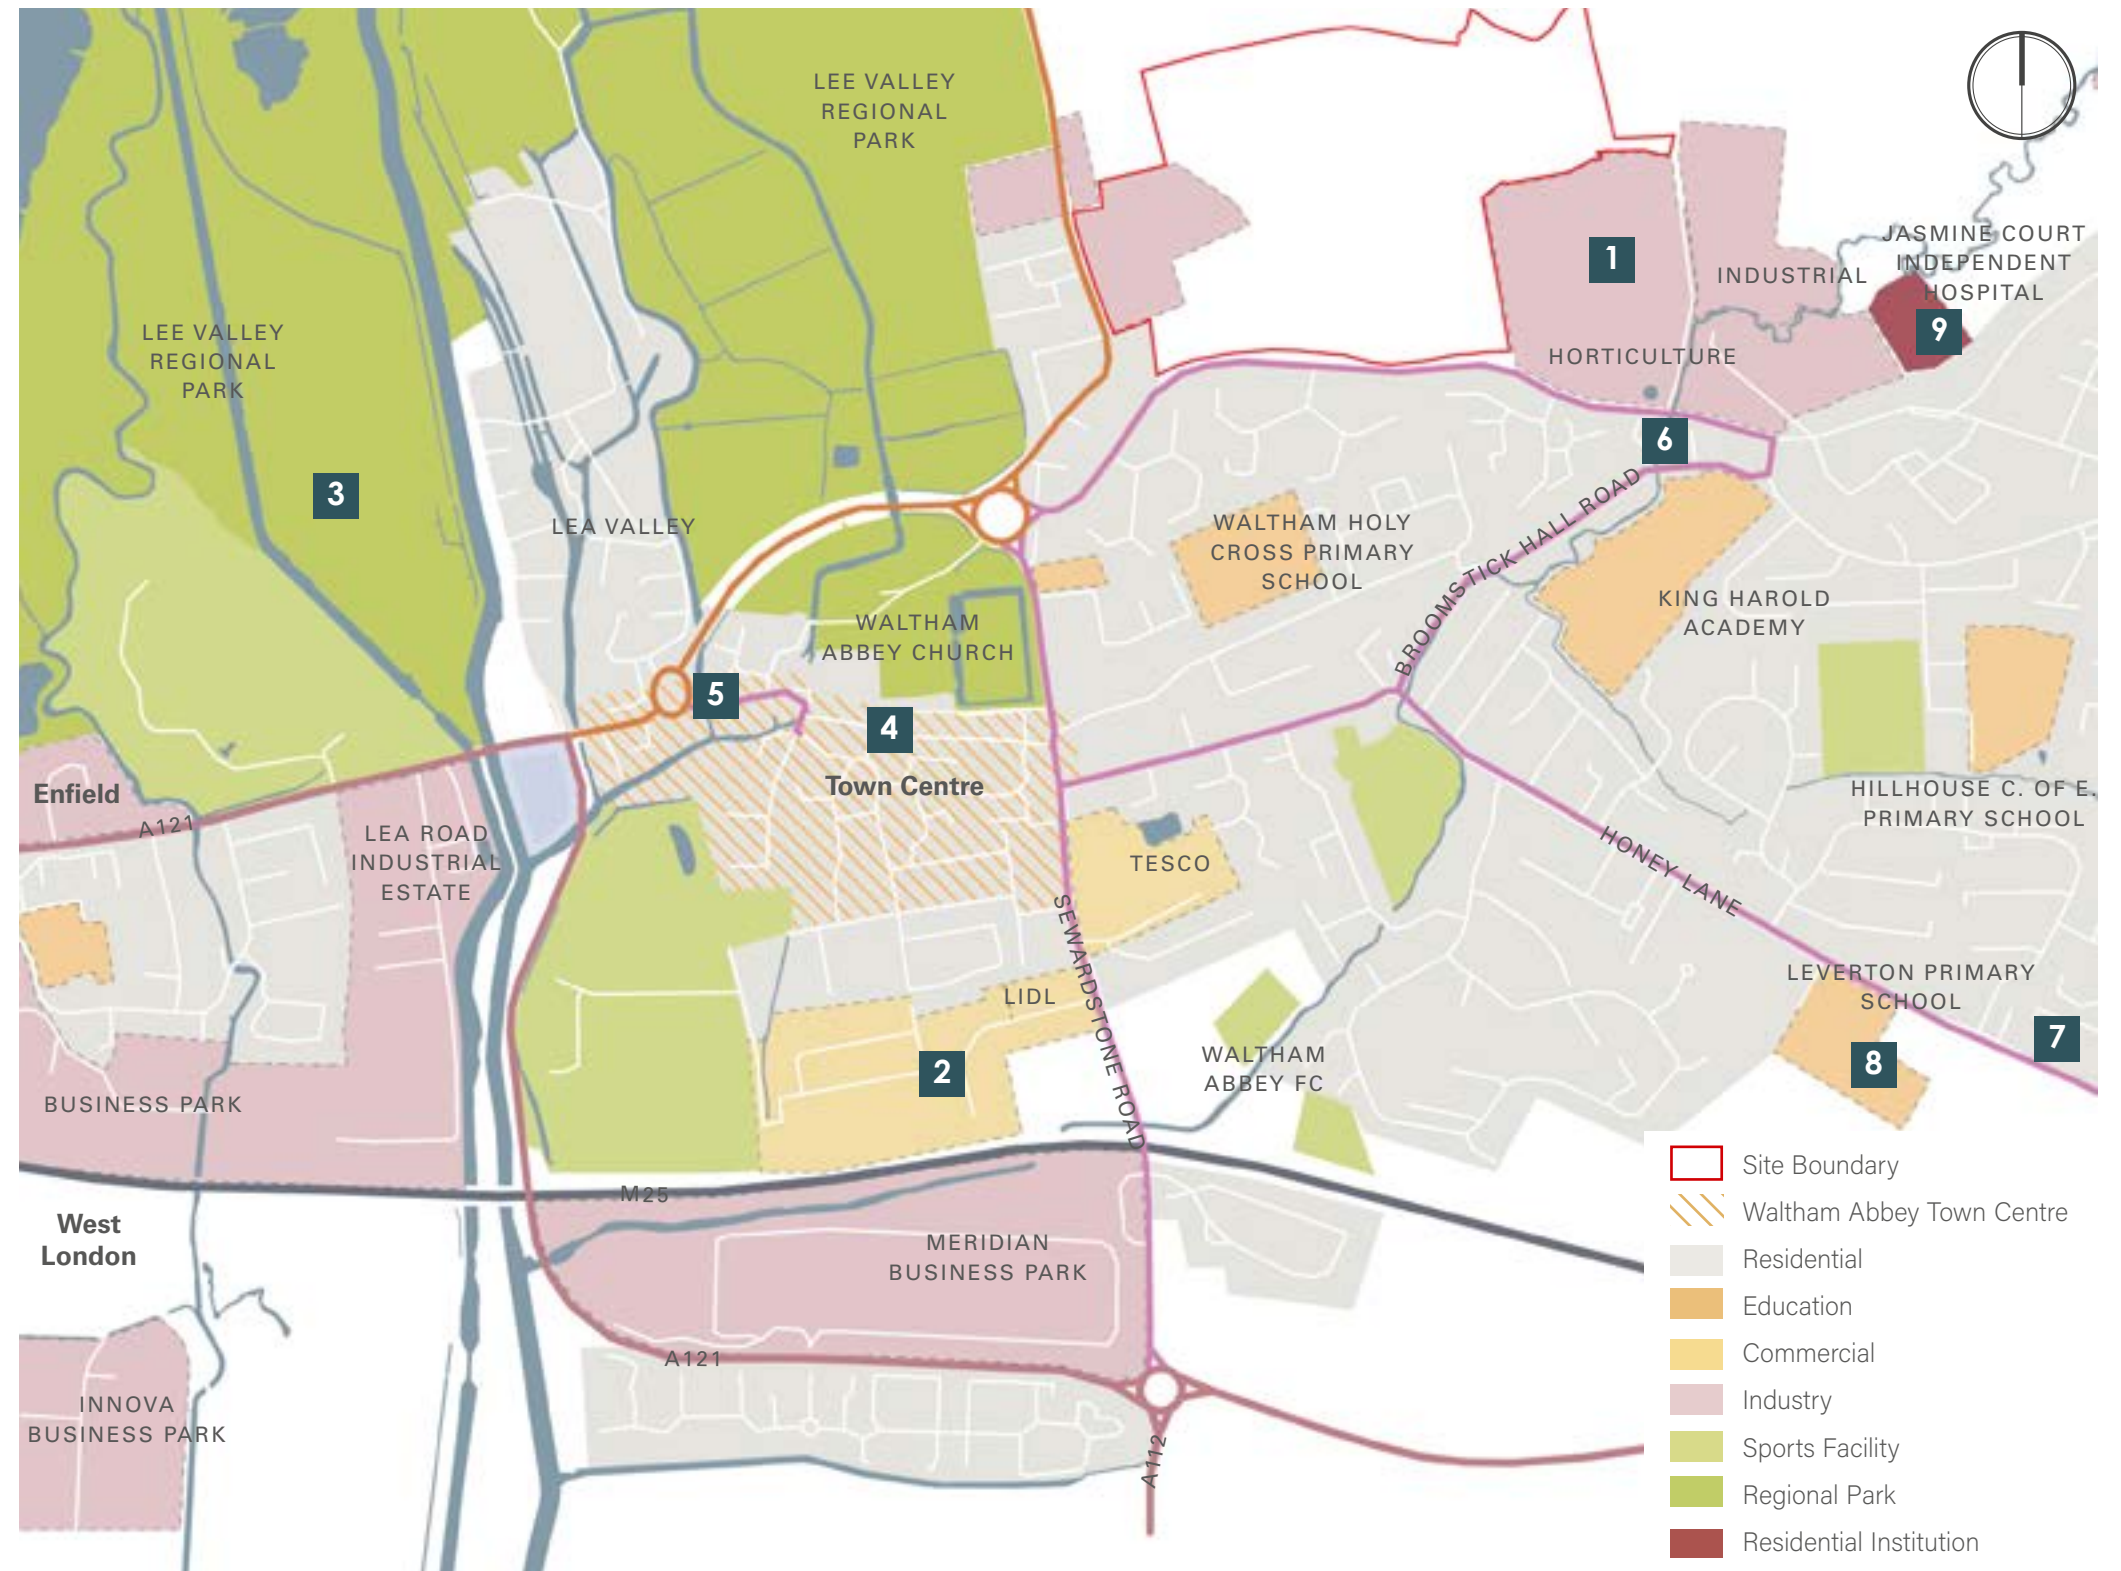 LEE VALLEY
REGIONAL
PARK
1
JASMINE COURT
INDEPENDENT
HOSPITAL
INDUSTRIAL
9
HORTICULTURE
LEE VALLEY
REGIONAL
PARK
3
6
LEA VALLEY
WALTHAM HOLY
CROSS PRIMARY
SCHOOL
BROOMSTICK HALL ROAD
KING HAROLD
ACADEMY
WALTHAM
ABBEY CHURCH
5
4
Town Centre
Enfield
A121
LEA ROAD
INDUSTRIAL
ESTATE
TESCO
HILLHOUSE C. OF E.
PRIMARY SCHOOL
HONEY LANE
SEWARDSTONE ROAD
LIDL
LEVERTON PRIMARY
SCHOOL
7
8
2
WALTHAM
ABBEY FC
BUSINESS PARK
M25
West
London
MERIDIAN
BUSINESS PARK
A121
INNOVA
BUSINESS PARK
A112
Site Boundary
Waltham Abbey Town Centre
Residential
Education
Commercial
Industry
Sports Facility
Regional Park
Residential Institution